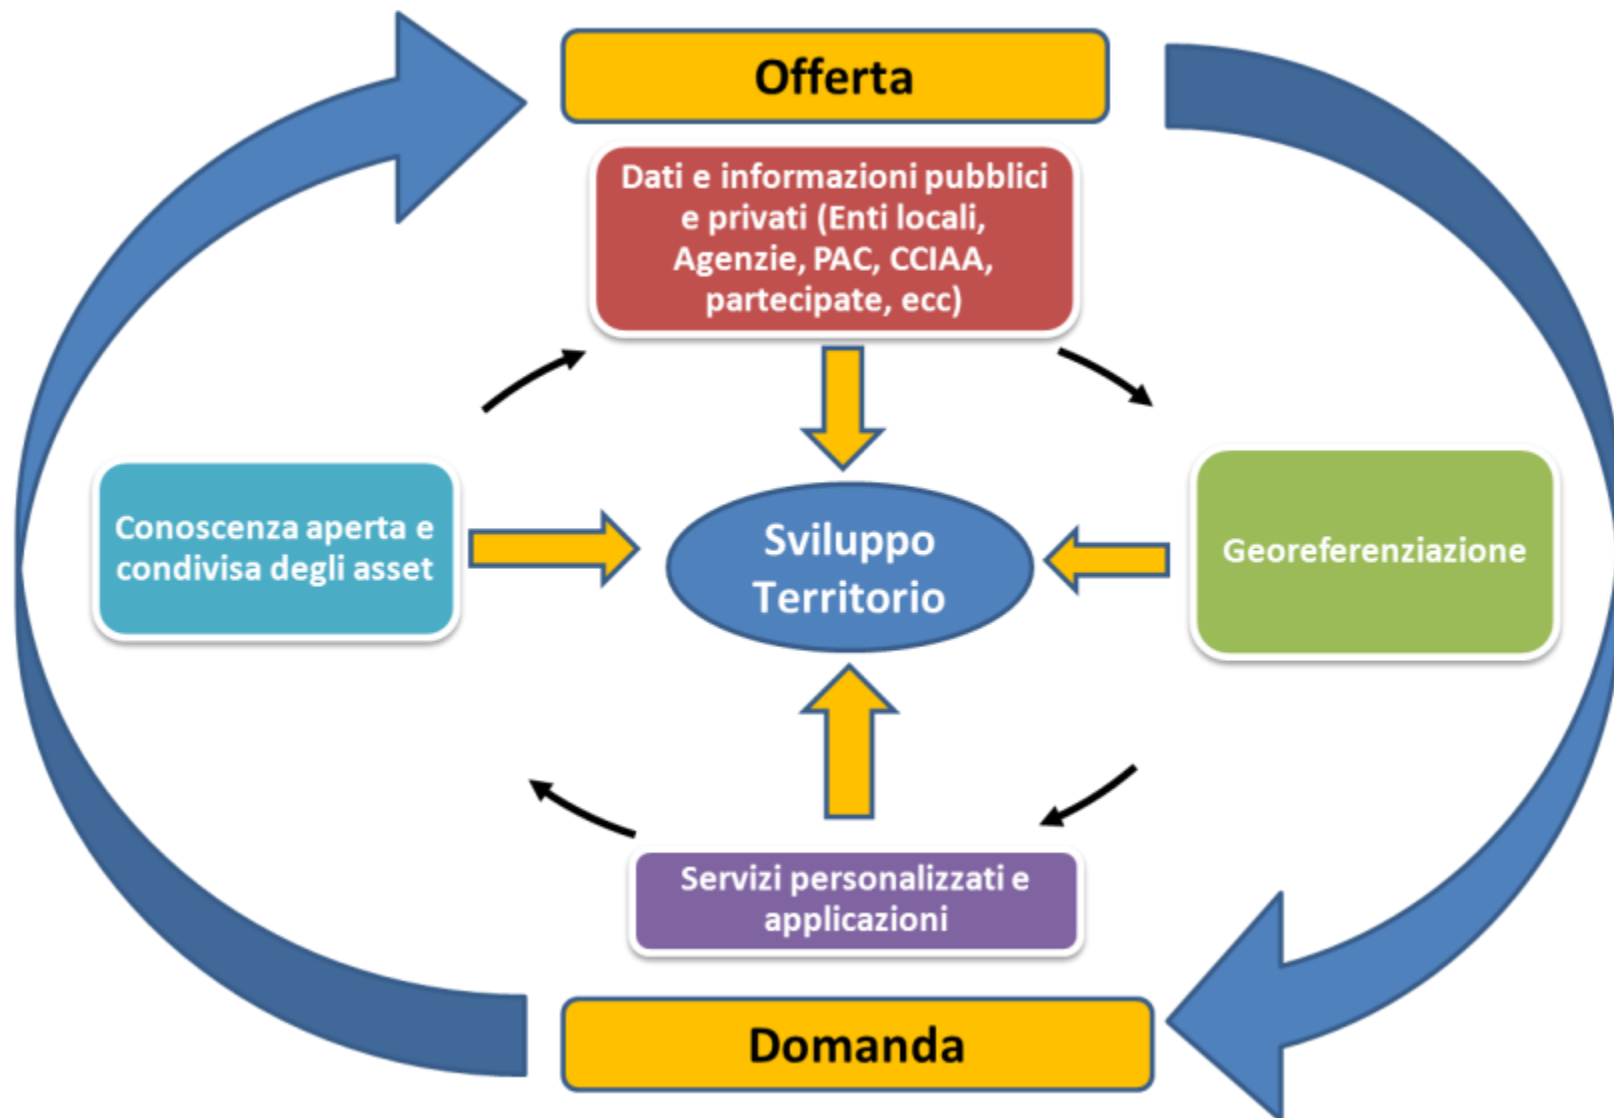 Offerta
Dati e informazioni pubblici
e privati (Enti locali,
Agenzie, PAC, CCIAA,
partecipate, ecc)
Conoscenza aperta e
condivisa degli asset
Sviluppo
Territorio
Georeferenziazione
Servizi personalizzati e
applicazioni
Domanda